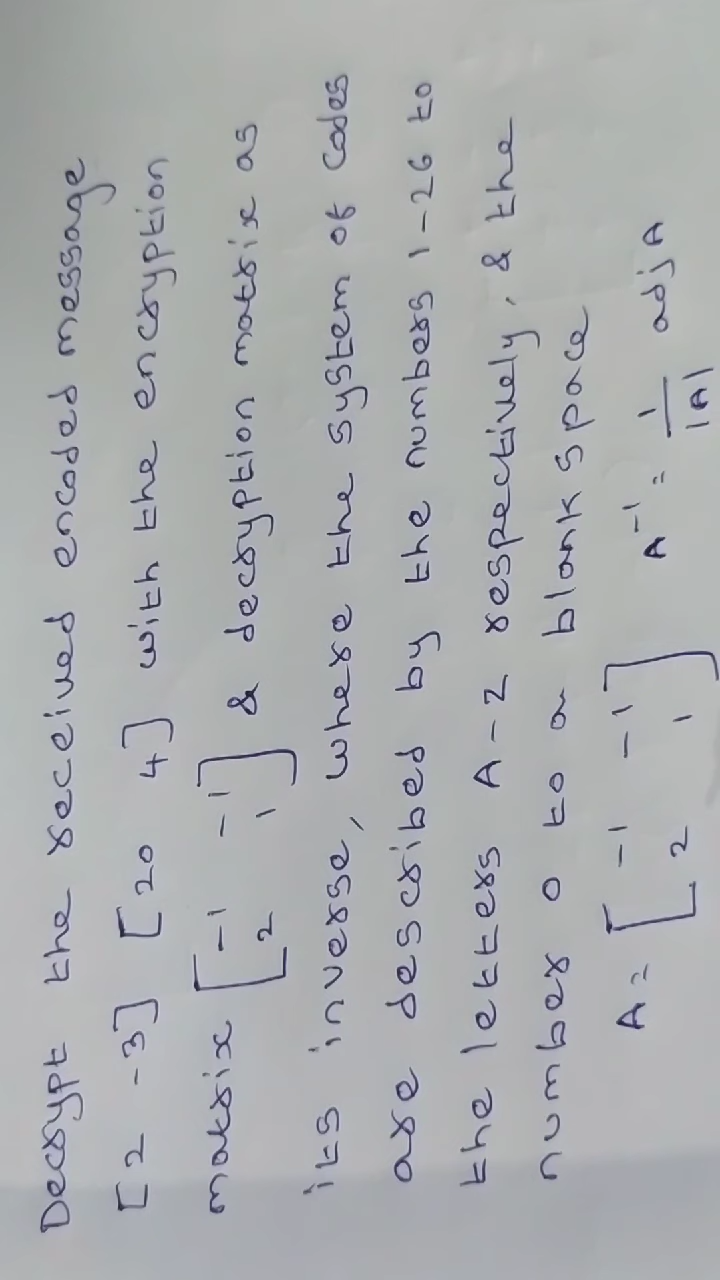 Decrypt the received encoded message
[2 -3] [20 4] with the encryption
matrix [-1 -1
2 1] & decryption matrix as
its inverse, where the system of codes
are described by the numbers 1-26 to
the letters A-Z respectively, & the
number 0 to a blank space
A = [-1 -1
2 1] A⁻¹ = 1/|A| adj A